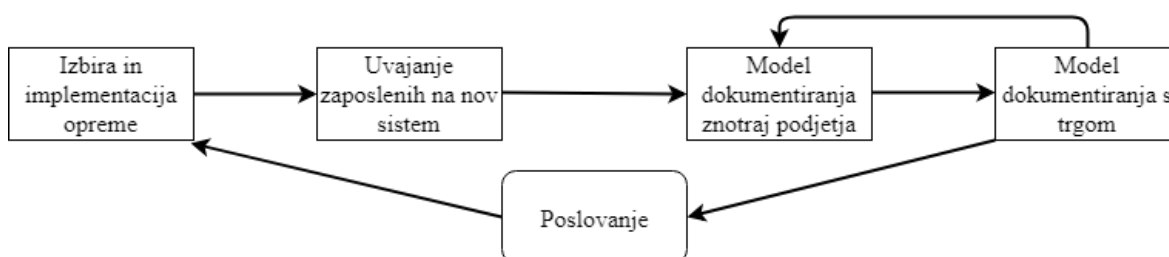 Izbira in
implementacija
opreme
Uvajanje
zaposlenih na nov
sistem
Model
dokumentiranja
znotraj podjetja
Model
dokumentiranja s
trgom
Poslovanje